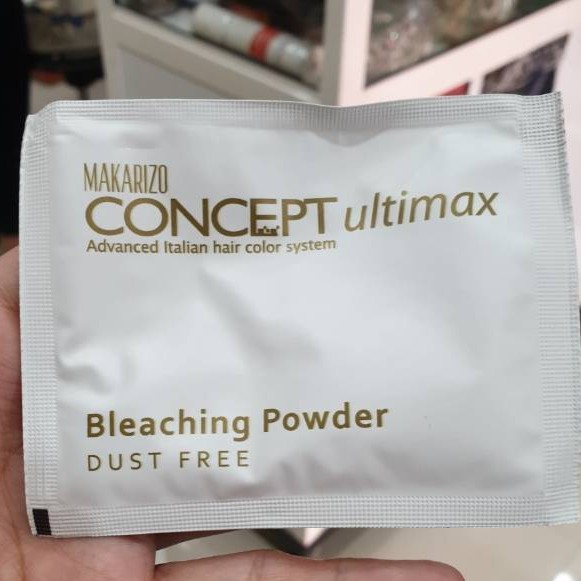 MAKARIZO
CONCEPT ultimax
Advanced Italian hair color system
Bleaching Powder
DUST FREE